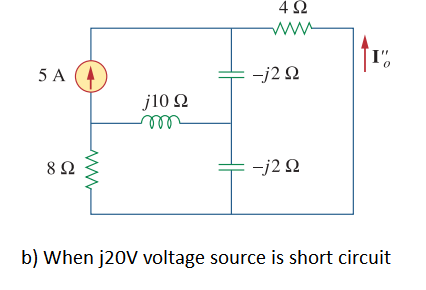 4 Ω
I"o
5 A
-j2 Ω
j10 Ω
8 Ω
-j2 Ω
b) When j20V voltage source is short circuit